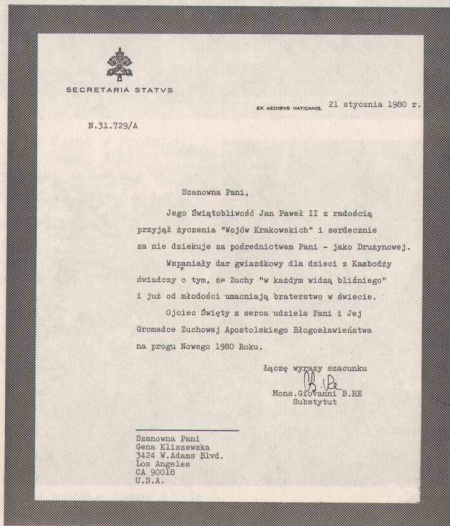 SECRETARIA STATVS
EX AEDIBVS VATICANIS, 21 stycznia 1980 r.
N.31.729/A
Szanowna Pani,
Jego Świątobliwość Jan Paweł II z radością
przyjął życzenia "Wojów Krakowskich" i serdecznie
za nie dziekuje za pośrednictwem Pani - jako Drużynowej.
Wspaniały dar gwiazdkowy dla dzieci z Kambodży
świadczy o tym, że Zuchy "w każdym widzą bliźniego"
i już od młodości umacniają braterstwo w świecie.
Ojciec Święty z serca udziela Pani i Jej
Gromadce Zuchowej Apostolskiego Błogosławieństwa
na progu Nowego 1980 Roku.
Łączę wyrazy szacunku
Mons.Giovanni B.RE
Substytut
Szanowna Pani
Gena Kliszewska
3424 W.Adams Blvd.
Los Angeles
CA 90018
U.S.A.